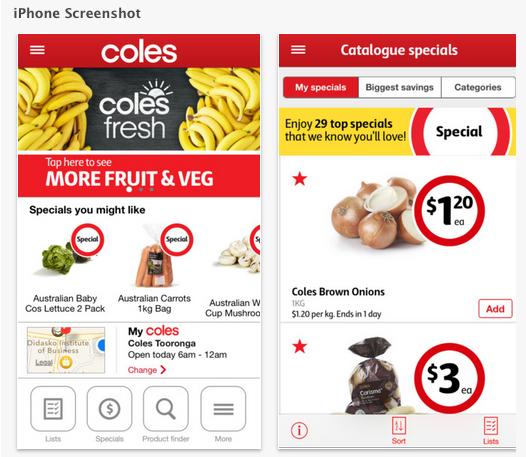 iPhone Screenshot
coles
coles
fresh
Tap here to see
MORE FRUIT & VEG
Specials you might like
Special
Special
Australian Baby
Cos Lettuce 2 Pack
Australian Carrots
1kg Bag
Australian W
Cup Mushroo
Didasko Institute
of Business
Legal
My coles
Coles Tooronga
Open today 6am - 12am
Change
Lists
Specials
Product finder
More
Catalogue specials
My specials
Biggest savings
Categories
Enjoy 29 top specials
that we know you'll love!
Special
$1 20
ea
Coles Brown Onions
1KG
$1.20 per kg. Ends in 1 day
Add
Carisma
$3 ea
Sort
Lists